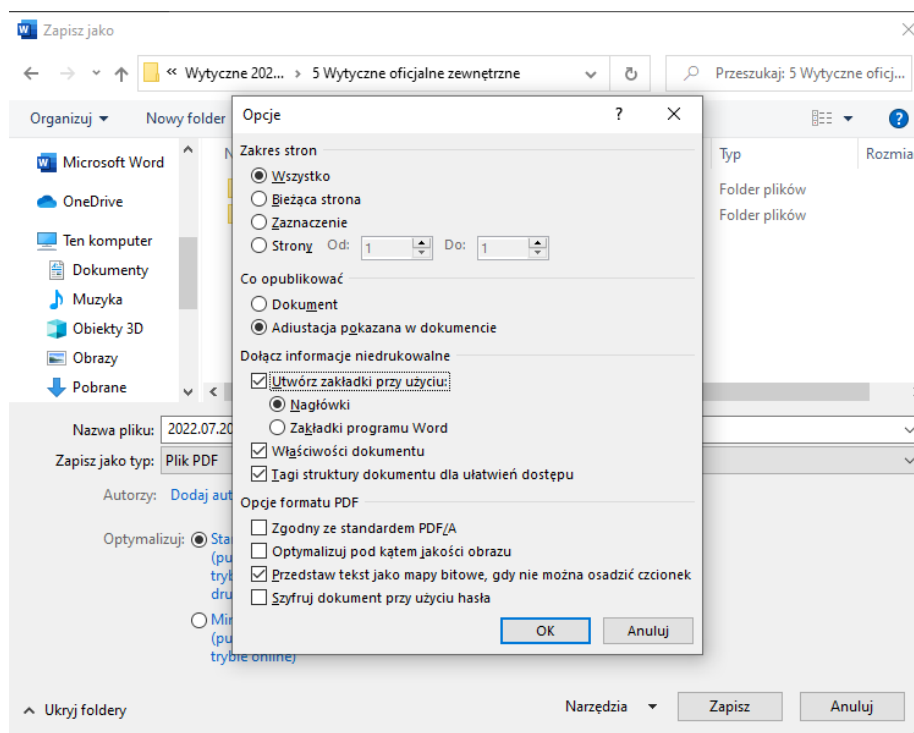 Zapisz jako
« Wytyczne 202... › 5 Wytyczne oficjalne zewnętrzne
Przeszukaj: 5 Wytyczne oficj...
Organizuj
Nowy folder
Opcje
?
?
Zakres stron
Wszystko
Bieżąca strona
Zaznaczenie
Strony Od: 1 Do: 1
Co opublikować
Dokument
Adiustacja pokazana w dokumencie
Dołącz informacje niedrukowalne
Utwórz zakładki przy użyciu:
Nagłówki
Zakładki programu Word
Właściwości dokumentu
Tagi struktury dokumentu dla ułatwień dostępu
Opcje formatu PDF
Zgodny ze standardem PDF/A
Optymalizuj pod kątem jakości obrazu
Przedstaw tekst jako mapy bitowe, gdy nie można osadzić czcionek
Szyfruj dokument przy użyciu hasła
OK Anuluj
Microsoft Word
OneDrive
Ten komputer
Dokumenty
Muzyka
Obiekty 3D
Obrazy
Pobrane
N
Typ
Rozmia
Folder plików
Folder plików
Nazwa pliku: 2022.07.20
Zapisz jako typ: Plik PDF
Autorzy: Dodaj aut
Optymalizuj:
Sta
(pu
tryb
dru
Min
(pu
trybie online)
Ukryj foldery
Narzędzia
Zapisz
Anuluj